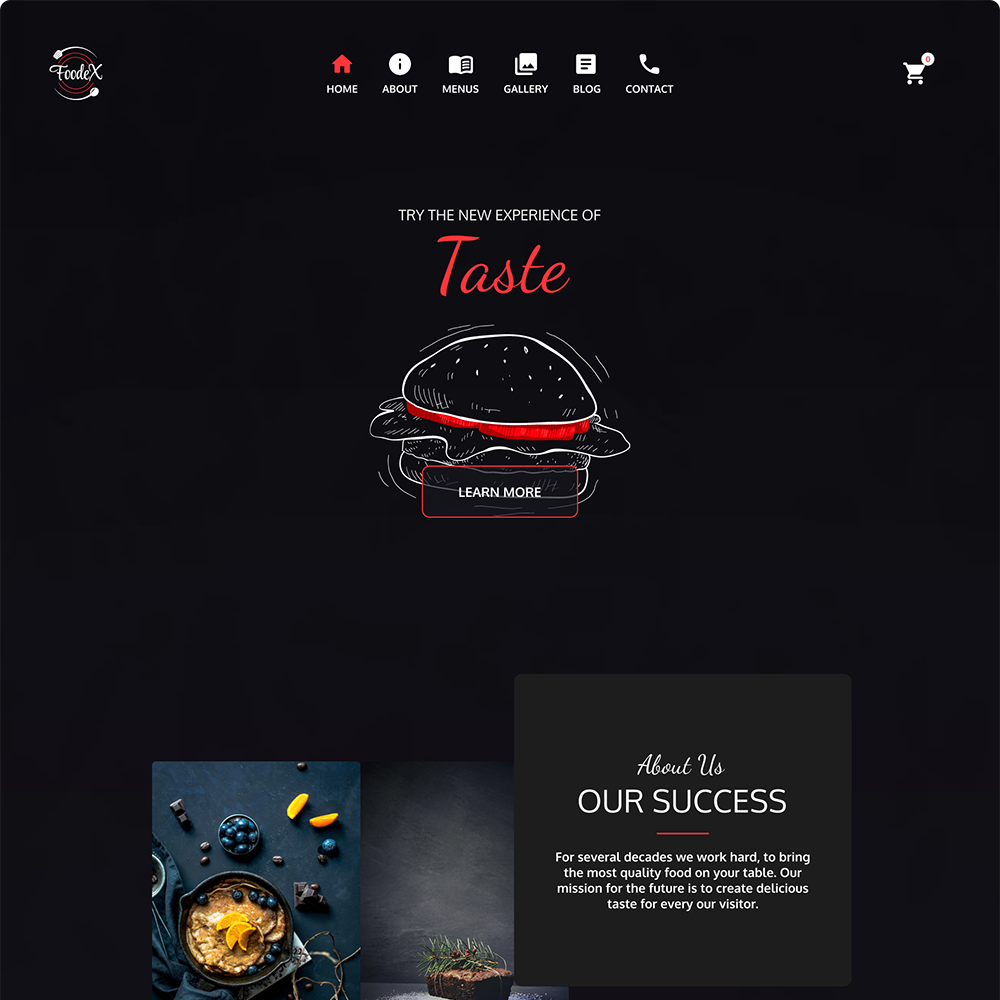 FoodeX
HOME ABOUT MENUS GALLERY BLOG CONTACT
0
TRY THE NEW EXPERIENCE OF
Taste
LEARN MORE
About Us
OUR SUCCESS
For several decades we work hard, to bring
the most quality food on your table. Our
mission for the future is to create delicious
taste for every our visitor.